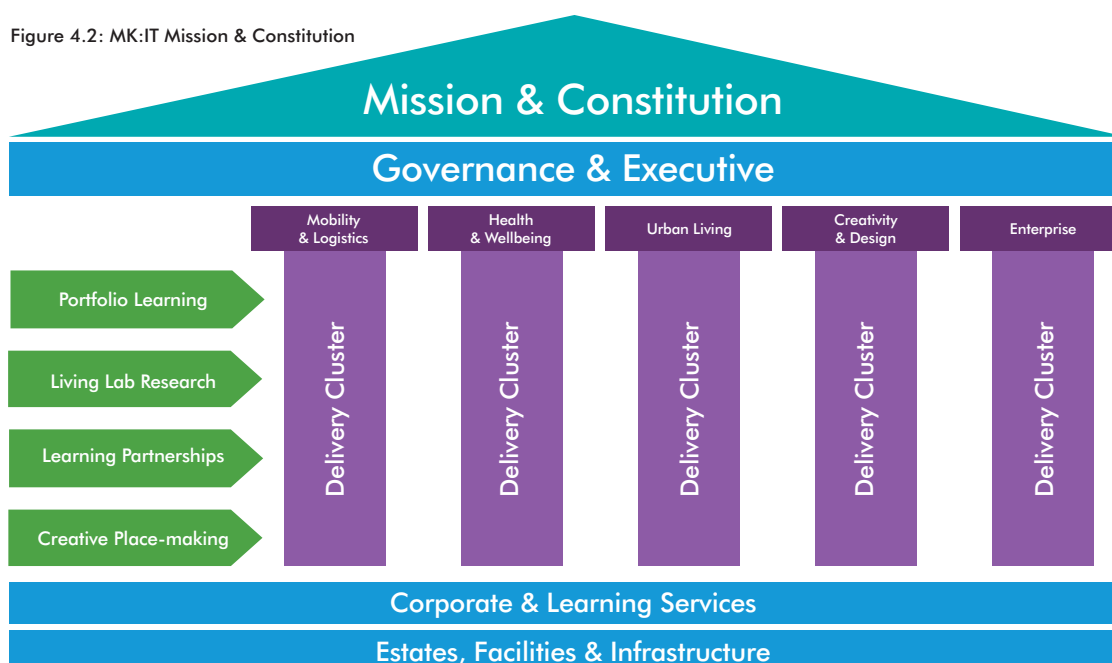 Figure 4.2: MK:IT Mission & Constitution
Mission & Constitution
Governance & Executive
Mobility
& Logistics
Health
& Wellbeing
Urban Living
Creativity
& Design
Enterprise
Portfolio Learning
Living Lab Research
Learning Partnerships
Creative Place-making
Delivery Cluster
Delivery Cluster
Delivery Cluster
Delivery Cluster
Delivery Cluster
Corporate & Learning Services
Estates, Facilities & Infrastructure